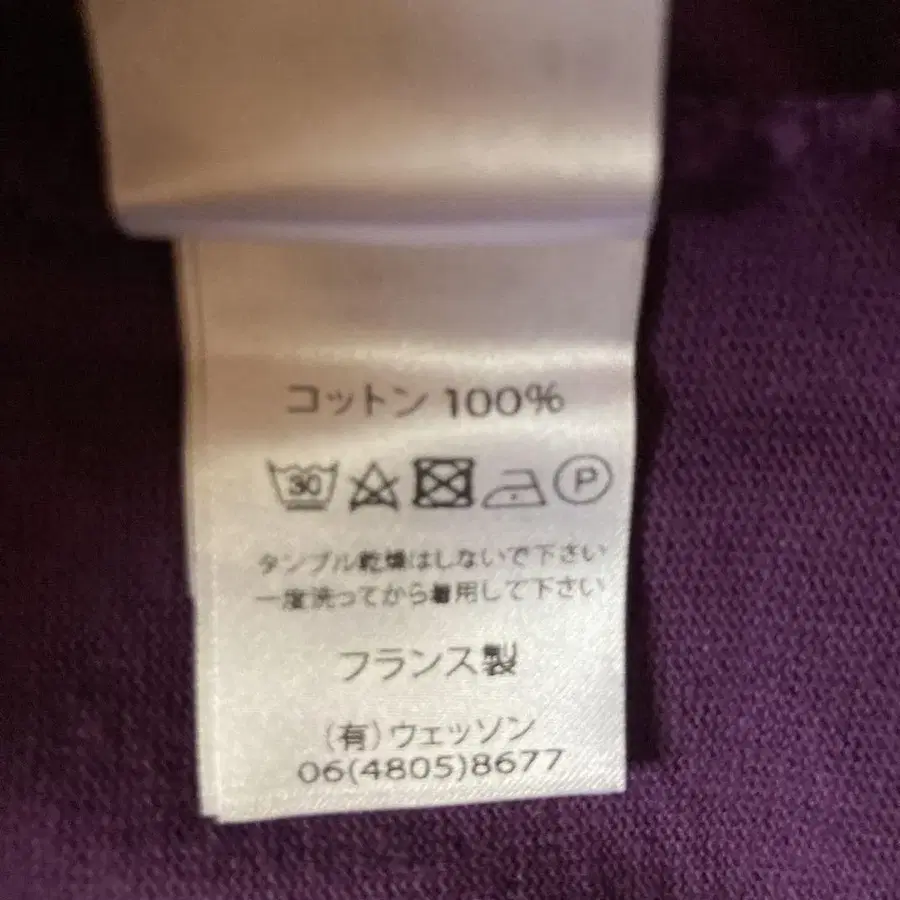 コットン 100%
30 P
タンブル乾燥はしないで下さい
一度洗ってから着用して下さい
フランス製
(有)ウェッソン
06(4805)8677